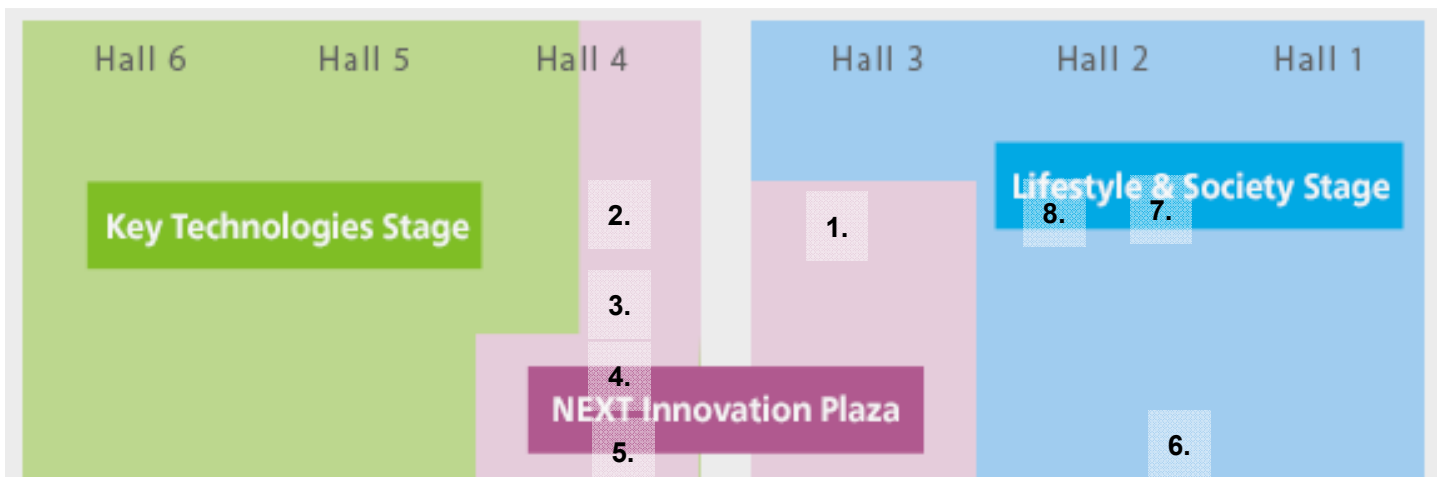 Hall 6
Hall 5
Hall 4
Hall 3
Hall 2
Hall 1
Key Technologies Stage
Lifestyle & Society Stage
NEXT Innovation Plaza
1.
2.
3.
4.
5.
6.
7.
8.